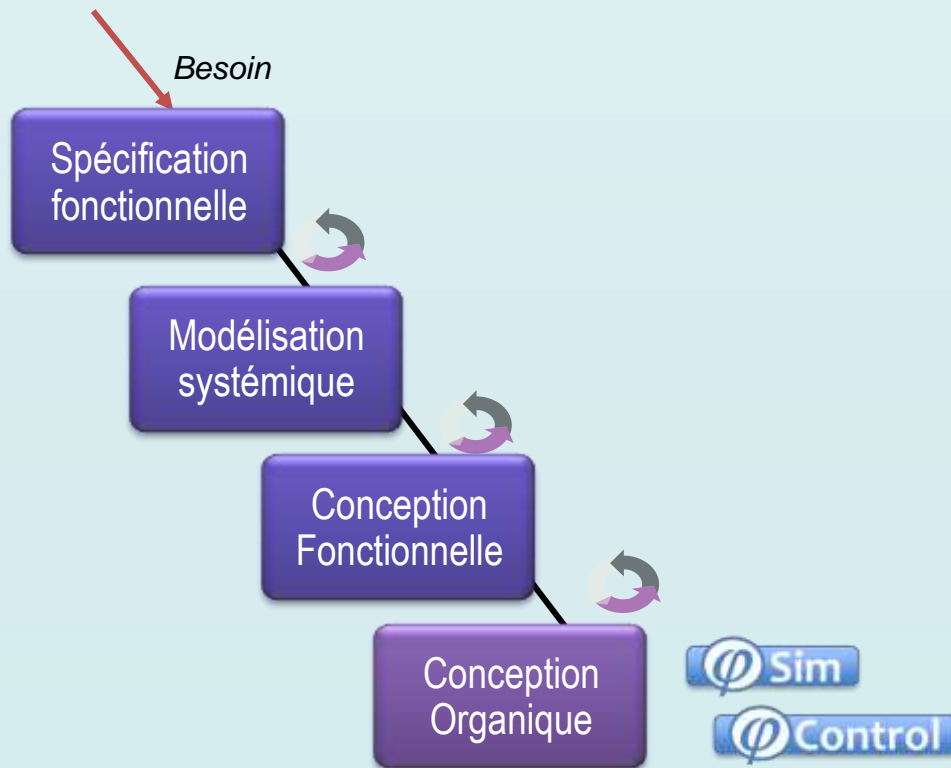 Besoin
Spécification
fonctionnelle
Modélisation
systémique
Conception
Fonctionnelle
Conception
Organique
φ Sim
φ Control